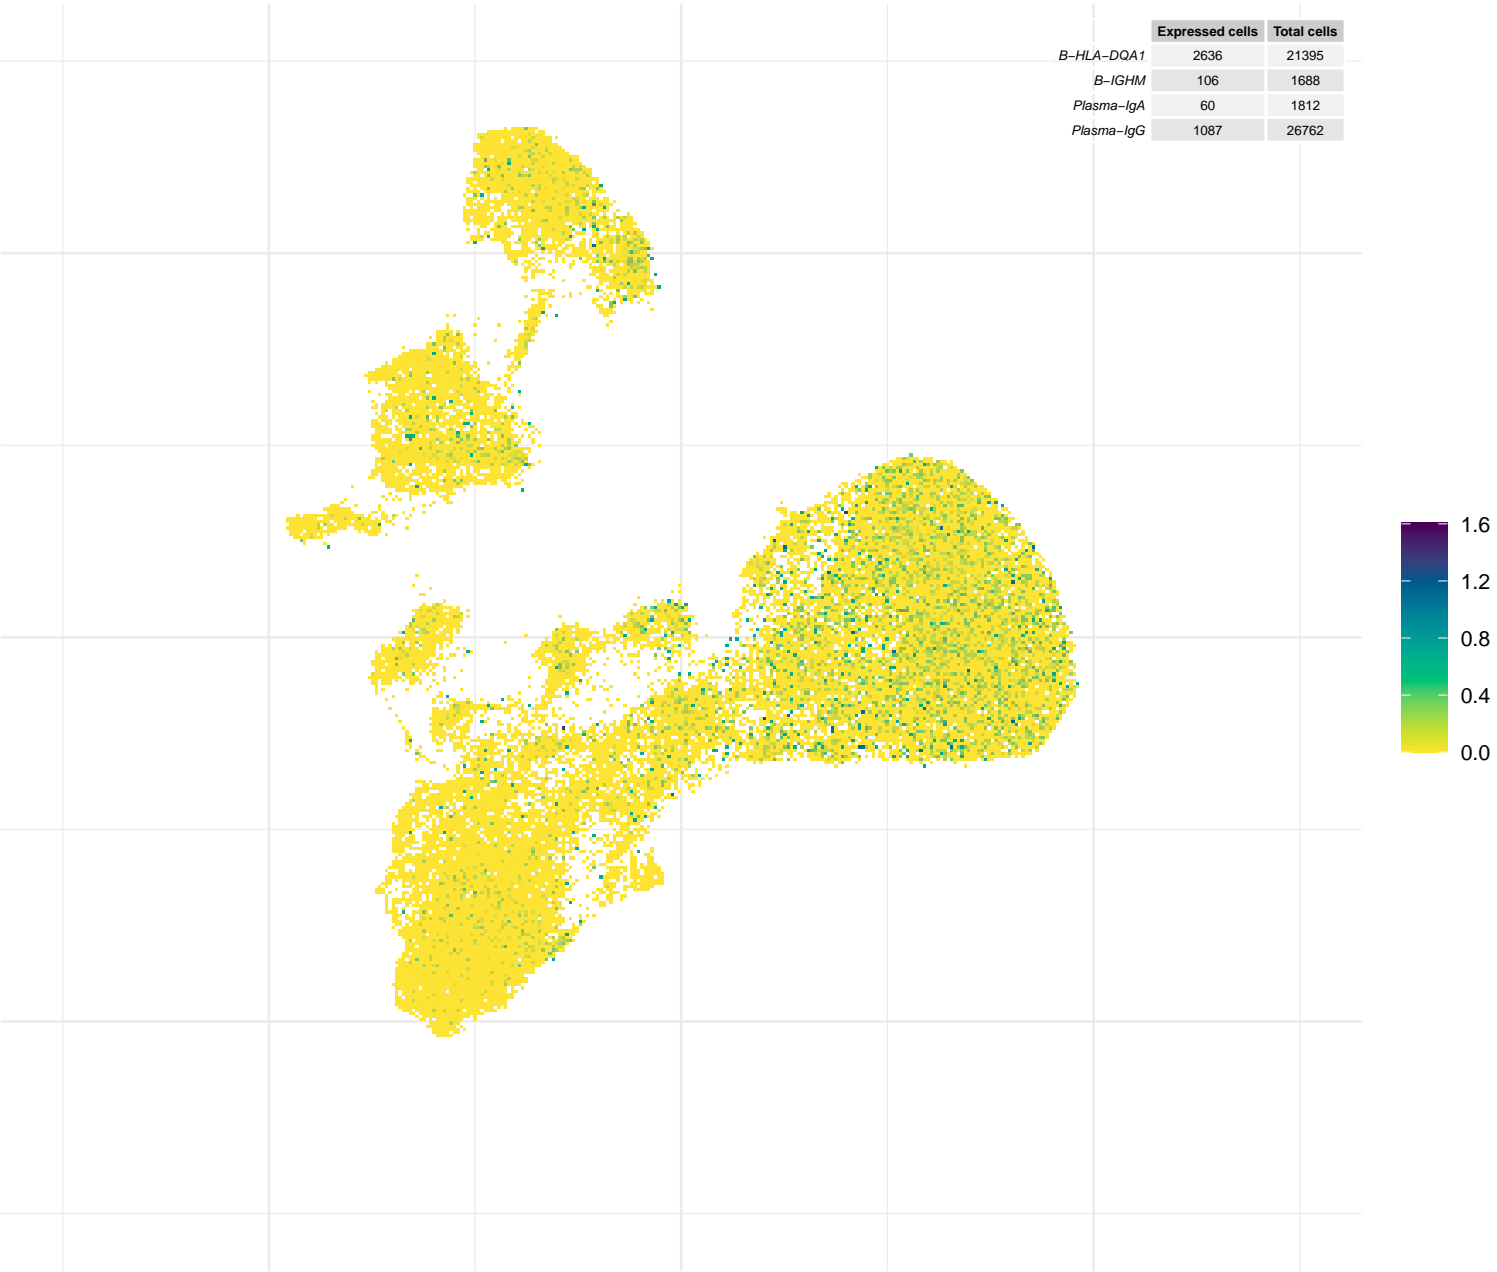 Expressed cells Total cells
B−HLA−DQA1 2636 21395
B−IGHM 106 1688
Plasma−IgA 60 1812
Plasma−IgG 1087 26762
1.6
1.2
0.8
0.4
0.0